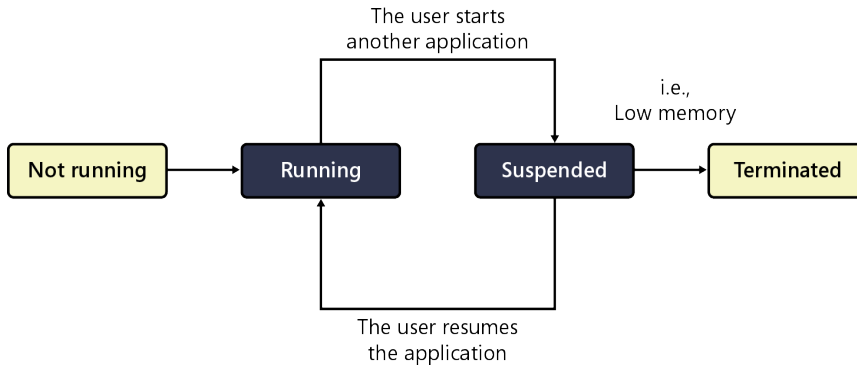 The user starts
another application
i.e.,
Low memory
Not running
Running
Suspended
Terminated
The user resumes
the application